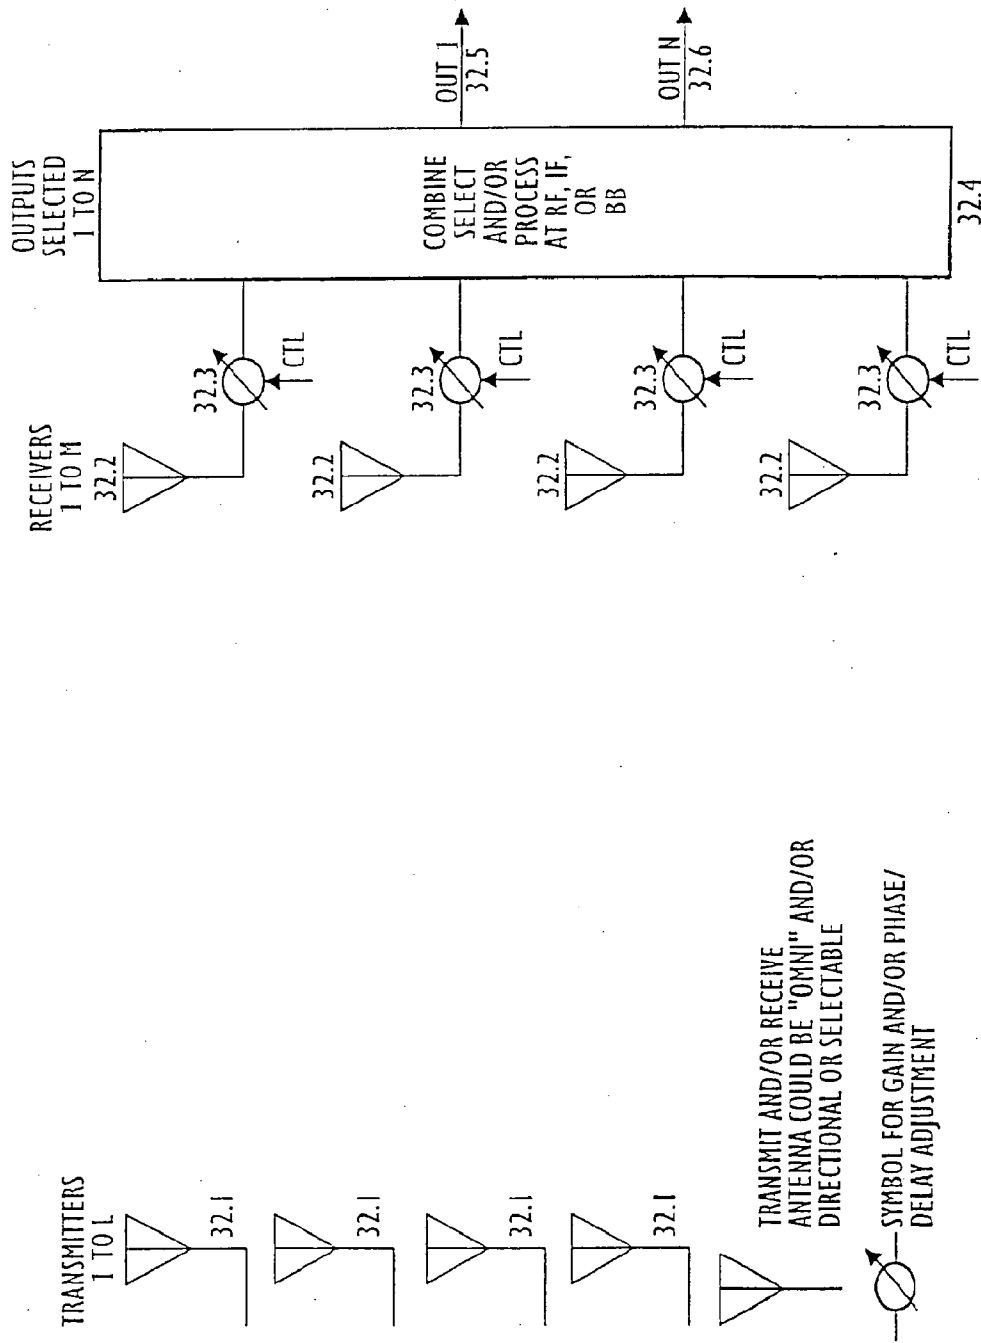 TRANSMITTERS
1 TO L
32.1
32.1
32.1
32.1
TRANSMIT AND/OR RECEIVE
ANTENNA COULD BE "OMNI" AND/OR
DIRECTIONAL OR SELECTABLE
SYMBOL FOR GAIN AND/OR PHASE/
DELAY ADJUSTMENT
RECEIVERS
1 TO M
32.2
32.3
CTL
32.2
32.3
CTL
32.2
32.3
CTL
32.2
32.3
CTL
OUTPUTS
SELECTED
1 TO N
COMBINE
SELECT
AND/OR
PROCESS
AT RF, IF,
OR
BB
32.4
OUT 1
32.5
OUT N
32.6